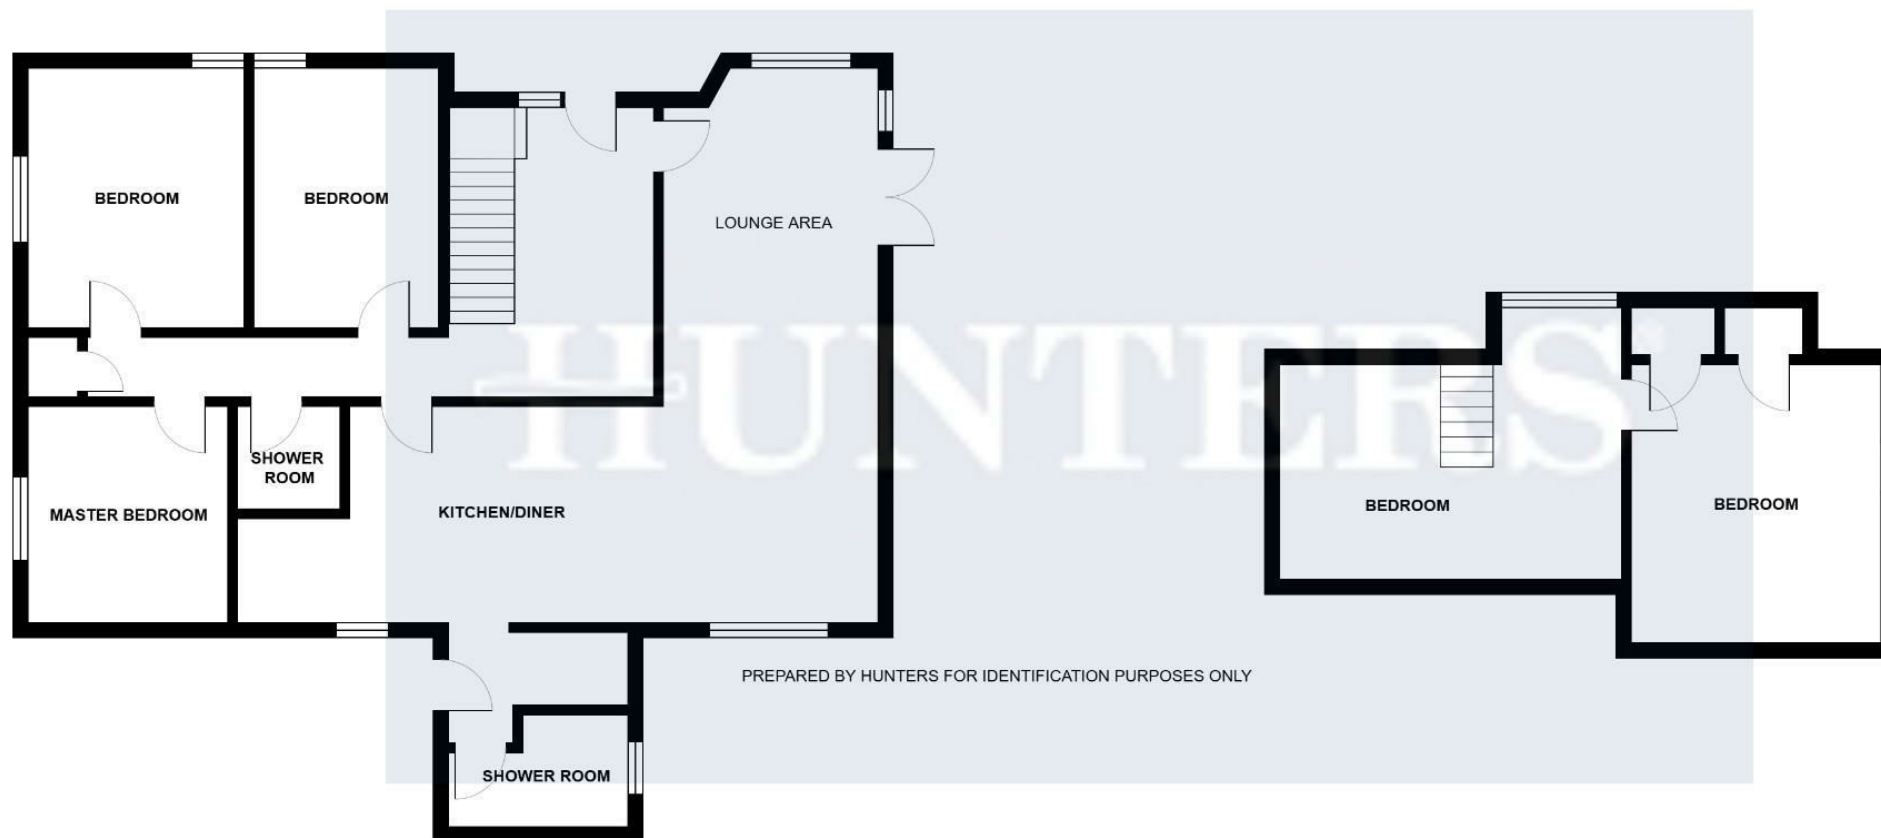 BEDROOM
BEDROOM
LOUNGE AREA
HUNTERS
SHOWER
ROOM
MASTER BEDROOM
KITCHEN/DINER
BEDROOM
BEDROOM
PREPARED BY HUNTERS FOR IDENTIFICATION PURPOSES ONLY
SHOWER ROOM